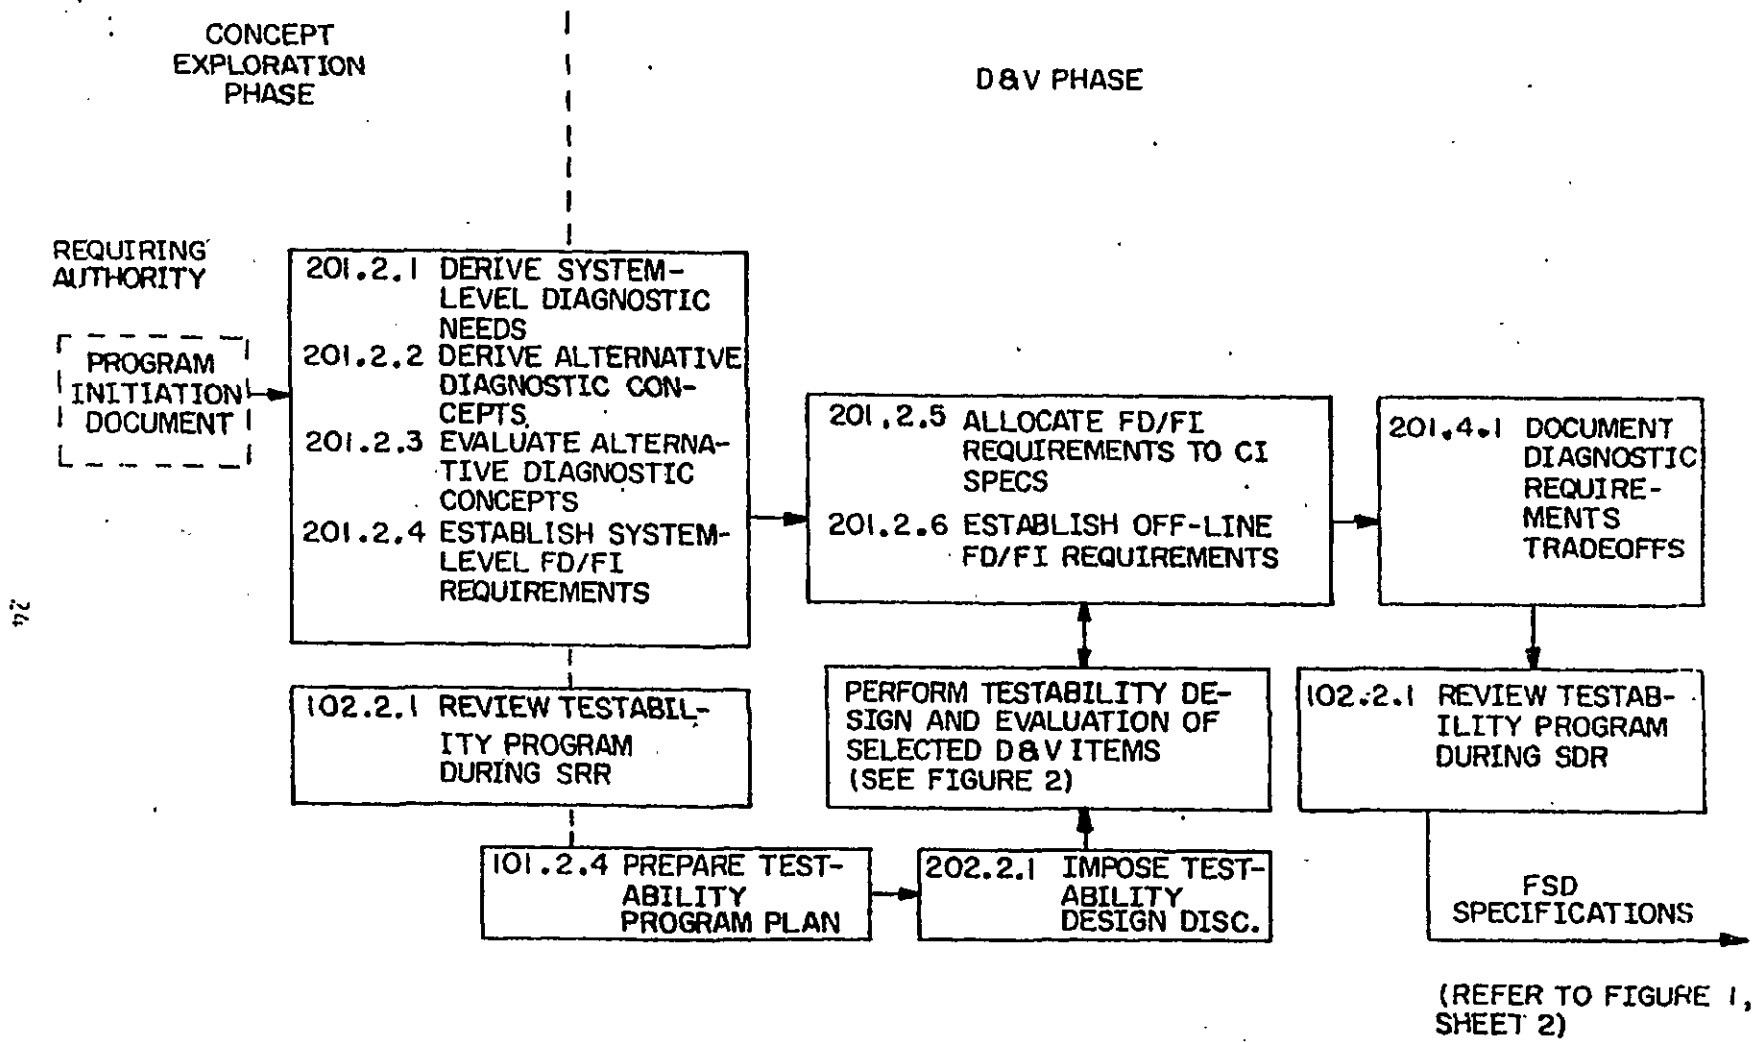 CONCEPT
EXPLORATION
PHASE
D&V PHASE
REQUIRING
AUTHORITY
PROGRAM
INITIATION
DOCUMENT
201.2.1 DERIVE SYSTEM-
LEVEL DIAGNOSTIC
NEEDS
201.2.2 DERIVE ALTERNATIVE
DIAGNOSTIC CON-
CEPTS.
201.2.3 EVALUATE ALTERNA-
TIVE DIAGNOSTIC
CONCEPTS
201.2.4 ESTABLISH SYSTEM-
LEVEL FD/FI
REQUIREMENTS
201.2.5 ALLOCATE FD/FI
REQUIREMENTS TO CI
SPECS
201.2.6 ESTABLISH OFF-LINE
FD/FI REQUIREMENTS
201.4.1 DOCUMENT
DIAGNOSTIC
REQUIRE-
MENTS
TRADEOFFS
102.2.1 REVIEW TESTABIL-
ITY PROGRAM
DURING SRR
PERFORM TESTABILITY DE-
SIGN AND EVALUATION OF
SELECTED D&V ITEMS
(SEE FIGURE 2)
102.2.1 REVIEW TESTAB-
ILITY PROGRAM
DURING SDR
101.2.4 PREPARE TEST-
ABILITY
PROGRAM PLAN
202.2.1 IMPOSE TEST-
ABILITY
DESIGN DISC.
FSD
SPECIFICATIONS
(REFER TO FIGURE 1,
SHEET 2)
24